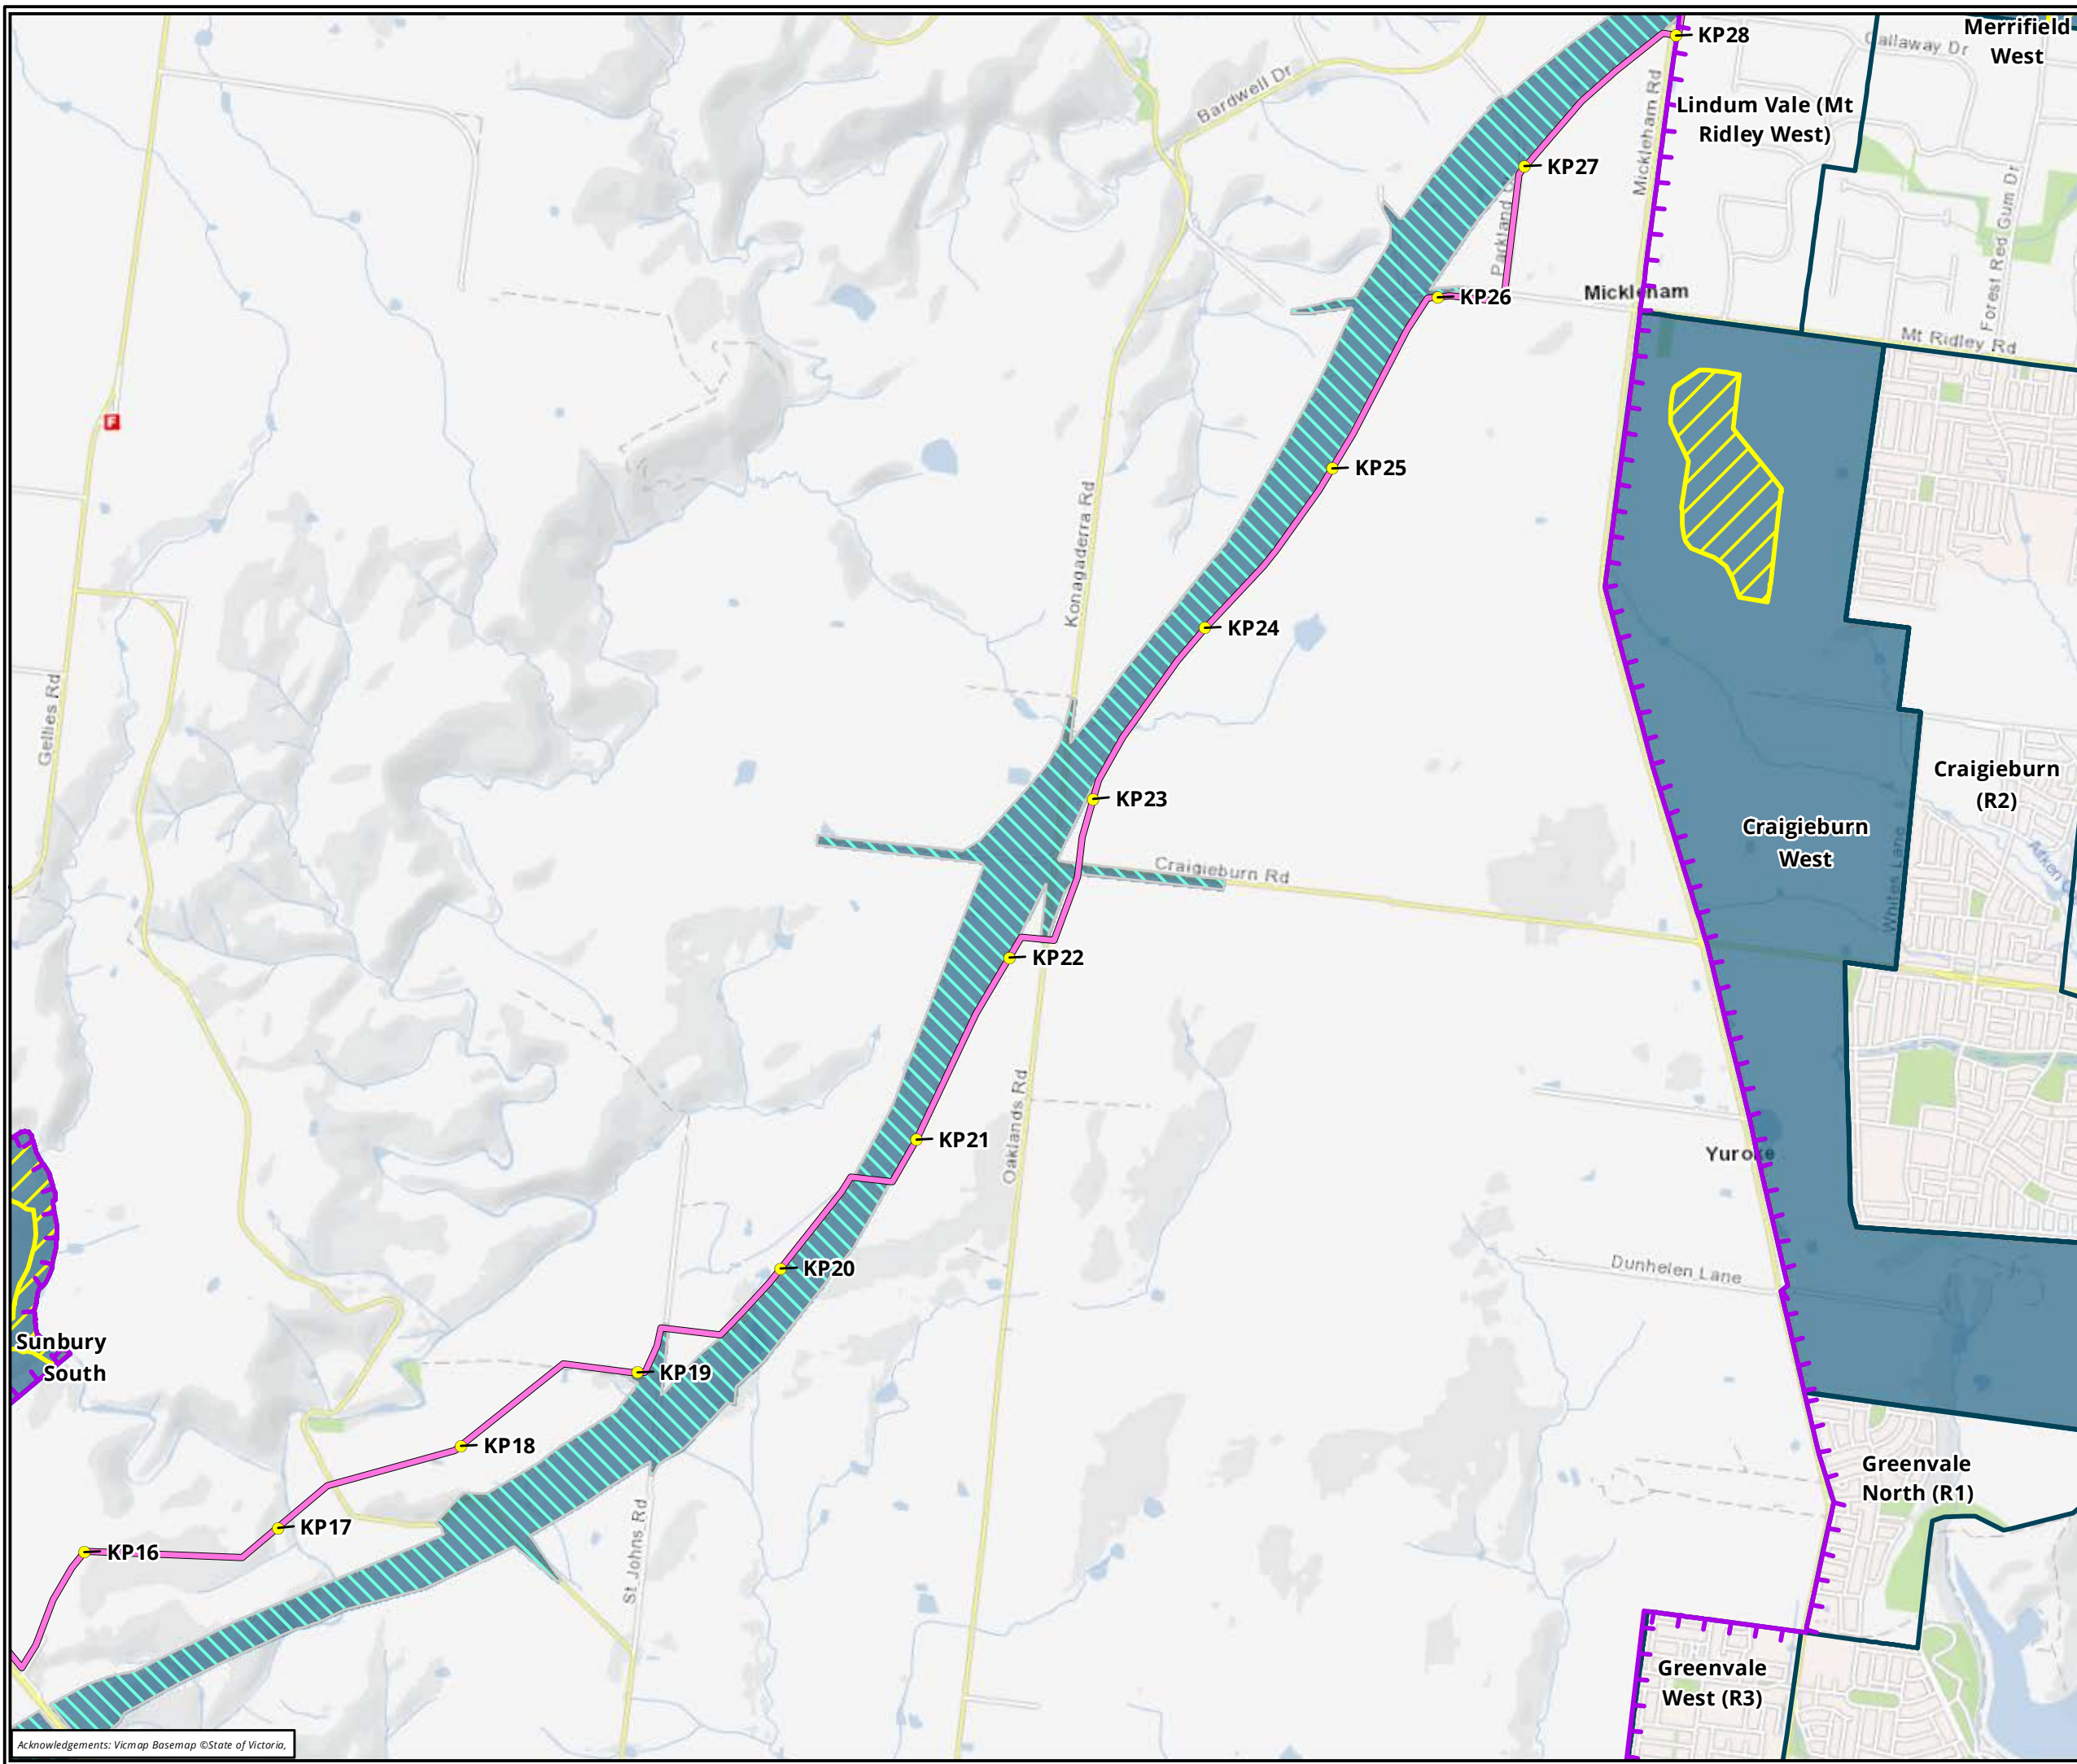 Merrifield
West
KP28
Callaway Dr
Mickleham Rd
Bardwell Dr
Lindum Vale (Mt
Ridley West)
KP27
Forest Red Gum Dr
Parkland
KP26
Mickleham
Mt Ridley Rd
F
KP25
Konagaderra Rd
KP24
Gellies Rd
Craigieburn
(R2)
KP23
Craigieburn
West
Whites Lane
Aitken
Craigieburn Rd
KP22
Oaklands Rd
KP21
Yuroke
KP20
Dunhelen Lane
Sunbury
South
KP19
KP18
Greenvale
North (R1)
KP17
KP16
St Johns Rd
Greenvale
West (R3)
Acknowledgements: Vicmap Basemap ©State of Victoria,